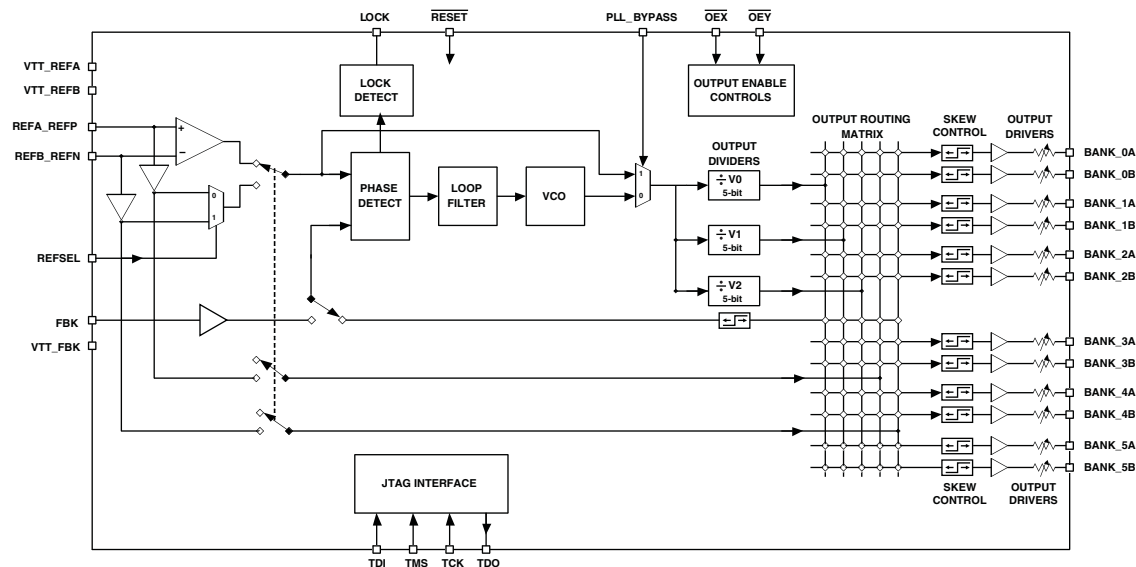 LOCK
RESET
PLL_BYPASS
OEX
OEY
VTT_REFA
VTT_REFB
REFA_REFP
REFB_REFN
REFSEL
FBK
VTT_FBK
+
−
0
1
LOCK
DETECT
PHASE
DETECT
LOOP
FILTER
VCO
1
0
OUTPUT ENABLE
CONTROLS
OUTPUT
DIVIDERS
÷ V0
5-bit
÷ V1
5-bit
÷ V2
5-bit
OUTPUT ROUTING
MATRIX
SKEW
CONTROL
OUTPUT
DRIVERS
BANK_0A
BANK_0B
BANK_1A
BANK_1B
BANK_2A
BANK_2B
BANK_3A
BANK_3B
BANK_4A
BANK_4B
BANK_5A
BANK_5B
SKEW
CONTROL
OUTPUT
DRIVERS
JTAG INTERFACE
TDI
TMS
TCK
TDO